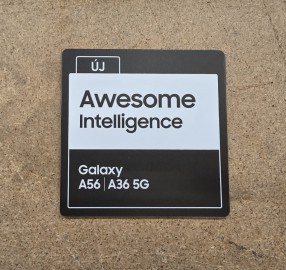 ÚJ
Awesome
Intelligence
Galaxy
A56 | A36 5G